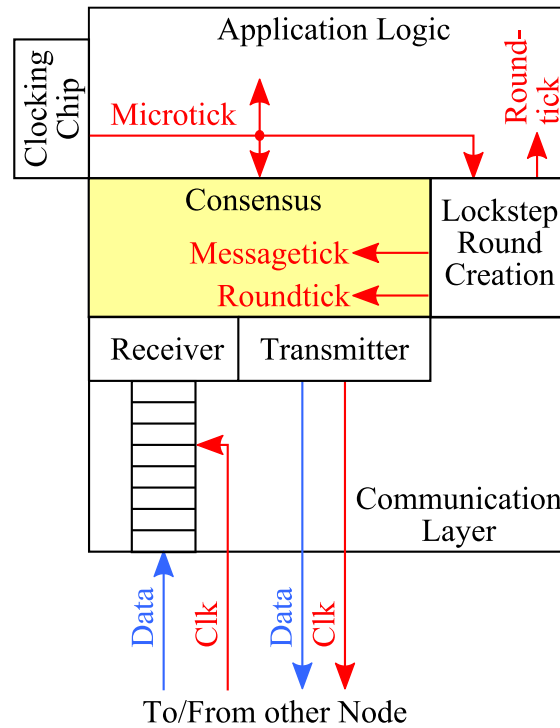 Application Logic
Clocking
Chip
Microtick
Round-
tick
Consensus
Messagetick
Roundtick
Lockstep
Round
Creation
Receiver
Transmitter
Communication
Layer
Data
Clk
Data
Clk
To/From other Node